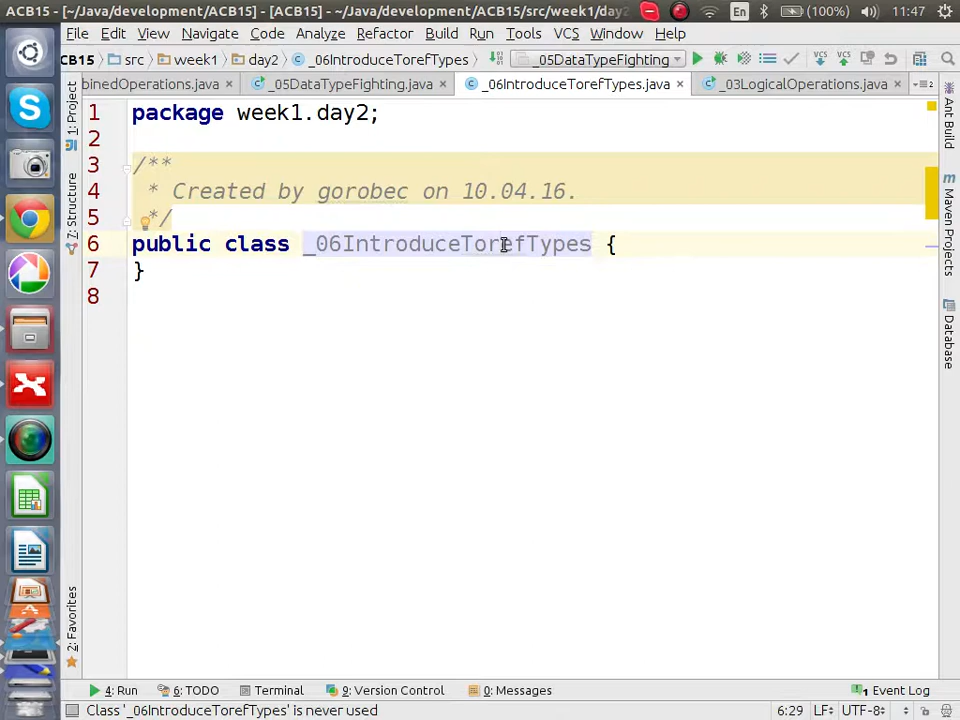 ACB15 - [~/Java/development/ACB15] - [ACB15] - ~/Java/development/ACB15/src/week1/day2
En
(100%)
11:47
File Edit View Navigate Code Analyze Refactor Build Run Tools VCS Window Help
CB15 src week1 day2 _06IntroduceTorefTypes _05DataTypeFighting VCS VCS
binedOperations.java _05DataTypeFighting.java _06IntroduceTorefTypes.java _03LogicalOperations.java
1: Project
7: Structure
2: Favorites
1 package week1.day2;
2
3 /**
4 * Created by gorobec on 10.04.16.
5 */
6 public class _06IntroduceTorefTypes {
7 }
8
Ant Build
Maven Projects
Database
4: Run 6: TODO Terminal 9: Version Control 0: Messages 1 Event Log
Class '_06IntroduceTorefTypes' is never used 6:29 LF UTF-8